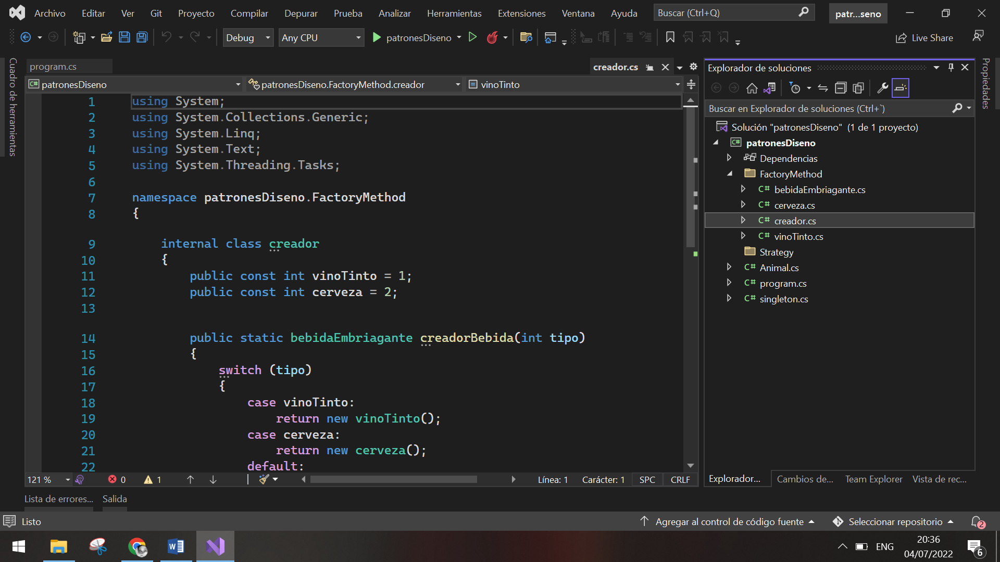 Archivo Editar Ver Git Proyecto Compilar Depurar Prueba Analizar Herramientas Extensiones Ventana Ayuda Buscar (Ctrl+Q) patr...seno
Debug Any CPU patronesDiseno Live Share
Cuadro de herramientas
program.cs creador.cs
patronesDiseno patronesDiseno.FactoryMethod.creador vinoTinto
1 using System;
2 using System.Collections.Generic;
3 using System.Linq;
4 using System.Text;
5 using System.Threading.Tasks;
6
7 namespace patronesDiseno.FactoryMethod
8 {
9 internal class creador
10 {
11 public const int vinoTinto = 1;
12 public const int cerveza = 2;
13
14 public static bebidaEmbriagante creadorBebida(int tipo)
15 {
16 switch (tipo)
17 {
18 case vinoTinto:
19 return new vinoTinto();
20 case cerveza:
21 return new cerveza();
22 default:
121 % 0 1 Línea: 1 Carácter: 1 SPC CRLF
Explorador de soluciones
Buscar en Explorador de soluciones (Ctrl+`)
Solución "patronesDiseno" (1 de 1 proyecto)
C# patronesDiseno
Dependencias
FactoryMethod
C# bebidaEmbriagante.cs
C# cerveza.cs
C# creador.cs
C# vinoTinto.cs
Strategy
C# Animal.cs
C# program.cs
C# singleton.cs
Explorador... Cambios de... Team Explorer Vista de rec...
Propiedades
Lista de errores... Salida
Listo Agregar al control de código fuente Seleccionar repositorio 2
ENG 20:36
04/07/2022 6